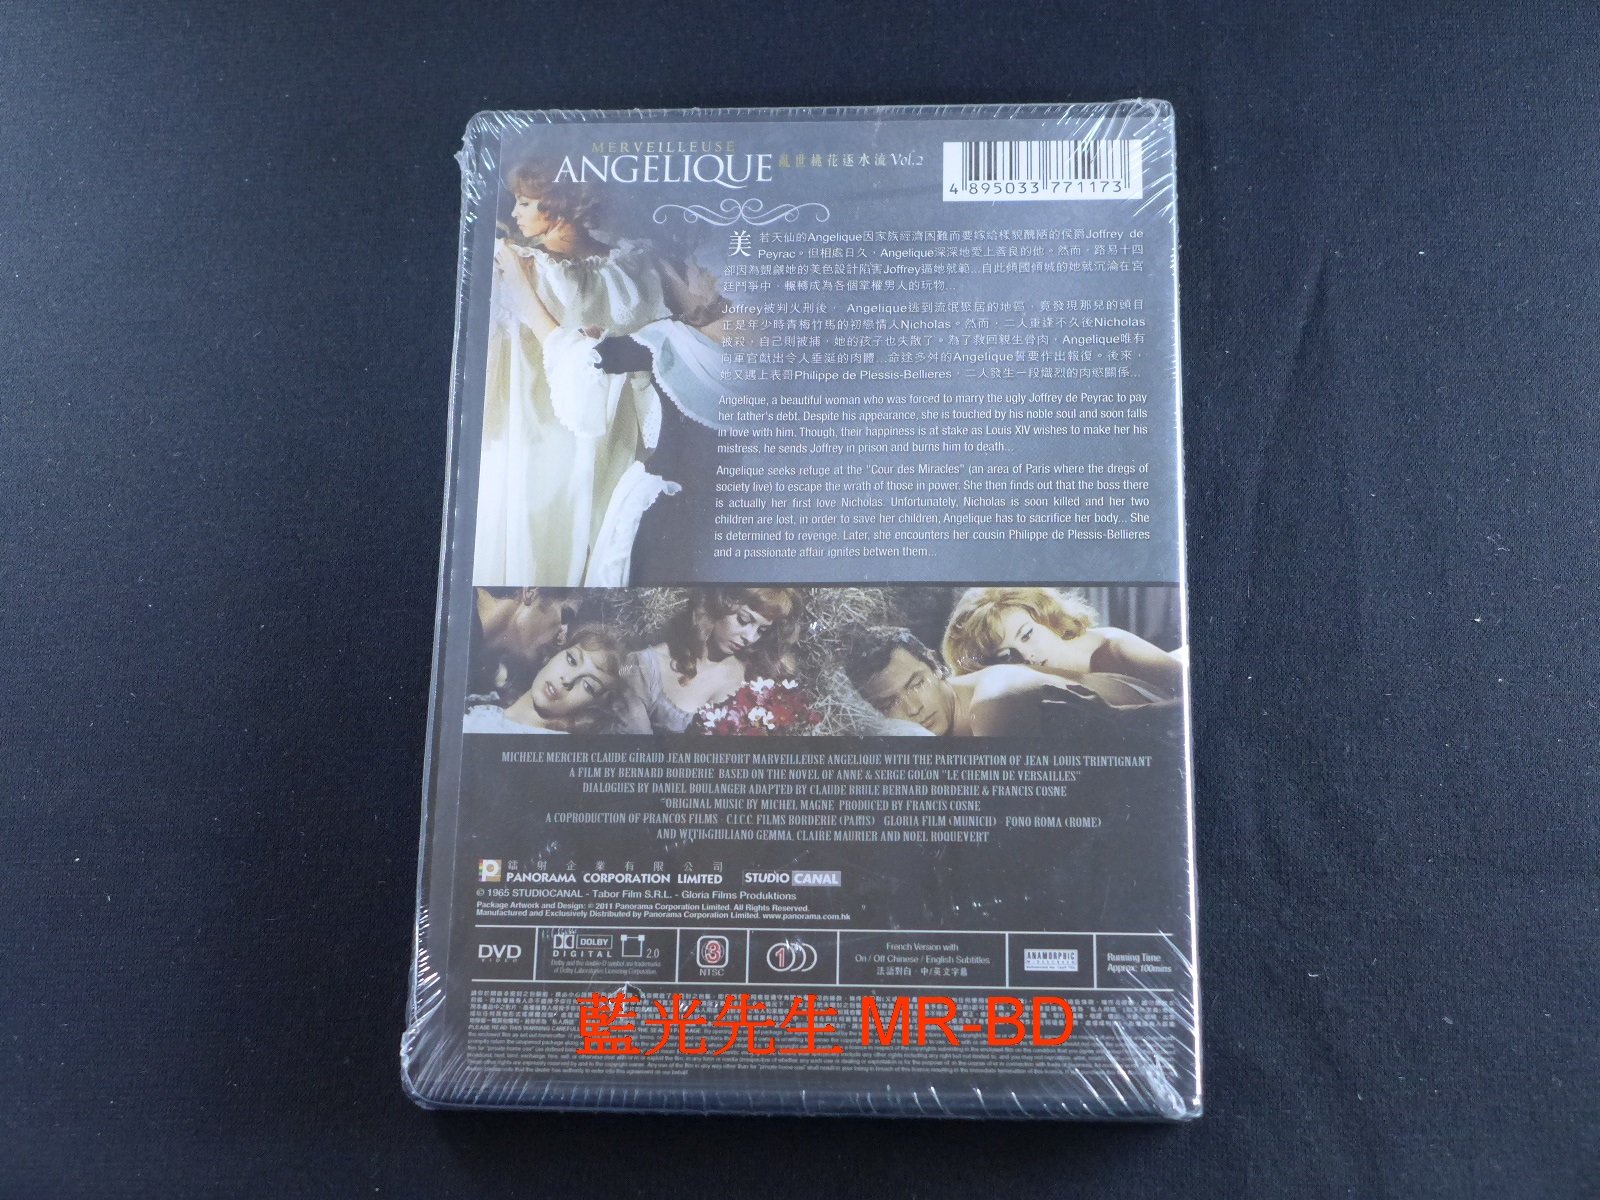 MERVEILLEUSE
ANGELIQUE 亂世桃花逐水流 Vol.2
4 895033 771173
美若天仙的Angelique因家族經濟困難而要嫁給樣貌醜陋的侯爵Joffrey de
Peyrac。但相處日久，Angelique深深地愛上善良的他。然而，路易十四
卻因為覬覦她的美色設計陷害Joffrey逼她就範...自此傾國傾城的她就沉淪在宮
廷鬥爭中，輾轉成為各個掌權男人的玩物...
Joffrey被判火刑後， Angelique逃到流氓聚居的地區，竟發現那兒的頭目
正是年少時青梅竹馬的初戀情人Nicholas。然而，二人重逢不久後Nicholas
被殺，自己則被捕，她的孩子也失散了。為了救回親生骨肉，Angelique唯有
向軍官獻出令人垂涎的肉體...命途多舛的Angelique誓要作出報復。後來，
她又遇上表哥Philippe de Plessis-Bellieres，二人發生一段熾烈的肉慾關係...
Angelique, a beautiful woman who was forced to marry the ugly Joffrey de Peyrac to pay
her father's debt. Despite his appearance, she is touched by his noble soul and soon falls
in love with him. Though, their happiness is at stake as Louis XIV wishes to make her his
mistress, he sends Joffrey in prison and burns him to death...
Angelique seeks refuge at the "Cour des Miracles" (an area of Paris where the dregs of
society live) to escape the wrath of those in power. She then finds out that the boss there
is actually her first love Nicholas. Unfortunately, Nicholas is soon killed and her two
children are lost, in order to save her children, Angelique has to sacrifice her body... She
is determined to revenge. Later, she encounters her cousin Philippe de Plessis-Bellieres
and a passionate affair ignites betwen them...
MICHELE MERCIER CLAUDE GIRAUD JEAN ROCHEFORT MARVEILLEUSE ANGELIQUE WITH THE PARTICIPATION OF JEAN-LOUIS TRINTIGNANT
A FILM BY BERNARD BORDERIE BASED ON THE NOVEL OF ANNE & SERGE GOLON "LE CHEMIN DE VERSAILLES"
DIALOGUES BY DANIEL BOULANGER ADAPTED BY CLAUDE BRULE BERNARD BORDERIE & FRANCIS COSNE
ORIGINAL MUSIC BY MICHEL MAGNE PRODUCED BY FRANCIS COSNE
A COPRODUCTION OF FRANCOS FILMS - C.I.C.C. FILMS BORDERIE (PARIS) - GLORIA FILM (MUNICH) - FONO ROMA (ROME)
AND WITH GIULIANO GEMMA, CLAIRE MAURIER AND NOEL ROQUEVERT
鐳射企業有限公司
PANORAMA CORPORATION LIMITED STUDIO CANAL
© 1965 STUDIOCANAL - Tabor Film S.R.L. - Gloria Films Produktions
Package Artwork and Design: © 2011 Panorama Corporation Limited. All Rights Reserved.
Manufactured and Exclusively Distributed by Panorama Corporation Limited. www.panorama.com.hk
DVD VIDEO
DOLBY DIGITAL 2.0
Dolby and the double-D symbol are trademarks
of Dolby Laboratories Licensing Corporation.
3 NTSC
1
French Version with
On / Off Chinese / English Subtitles
法語對白，中/英文字幕
ANAMORPHIC
WIDESCREEN
Running Time
Approx: 100mins
藍光先生 MR-BD